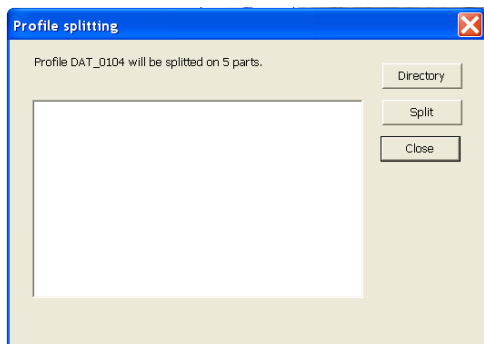 Profile splitting
Profile DAT_0104 will be splitted on 5 parts.
Directory
Split
Close